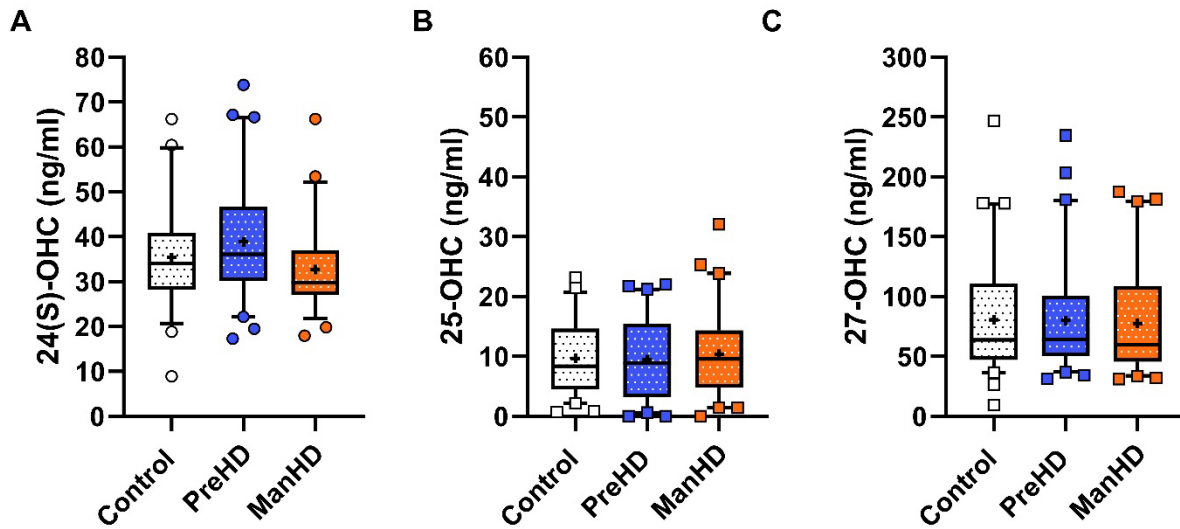 A
24(S)-OHC (ng/ml)
80
70
60
50
40
30
20
10
0
Control
PreHD
ManHD
B
25-OHC (ng/ml)
60
50
40
30
20
10
0
Control
PreHD
ManHD
C
27-OHC (ng/ml)
300
250
200
150
100
50
0
Control
PreHD
ManHD